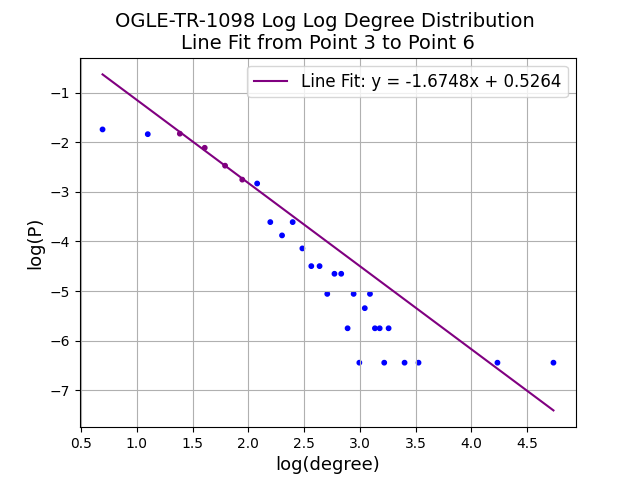 OGLE-TR-1098 Log Log Degree Distribution
Line Fit from Point 3 to Point 6
Line Fit: y = -1.6748x + 0.5264
log(P)
−1
−2
−3
−4
−5
−6
−7
0.5 1.0 1.5 2.0 2.5 3.0 3.5 4.0 4.5
log(degree)